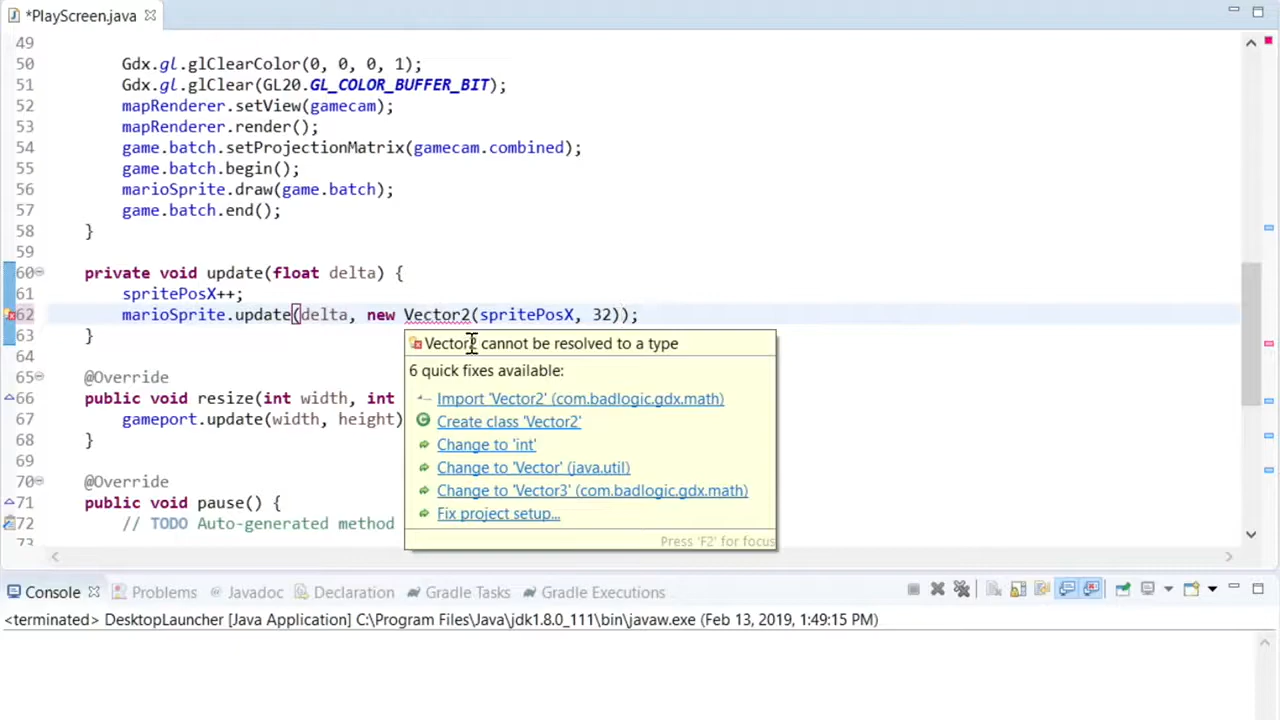 *PlayScreen.java
49
50 Gdx.gl.glClearColor(0, 0, 0, 1);
51 Gdx.gl.glClear(GL20.GL_COLOR_BUFFER_BIT);
52 mapRenderer.setView(gamecam);
53 mapRenderer.render();
54 game.batch.setProjectionMatrix(gamecam.combined);
55 game.batch.begin();
56 marioSprite.draw(game.batch);
57 game.batch.end();
58 }
59
60 private void update(float delta) {
61 spritePosX++;
62 marioSprite.update(delta, new Vector2(spritePosX, 32));
63 }
64
65 @Override
66 public void resize(int width, int
67 gameport.update(width, height)
68 }
69
70 @Override
71 public void pause() {
72 // TODO Auto-generated method
73
Vector2 cannot be resolved to a type
6 quick fixes available:
Import 'Vector2' (com.badlogic.gdx.math)
Create class 'Vector2'
Change to 'int'
Change to 'Vector' (java.util)
Change to 'Vector3' (com.badlogic.gdx.math)
Fix project setup...
Press 'F2' for focus
Console Problems Javadoc Declaration Gradle Tasks Gradle Executions
<terminated> DesktopLauncher [Java Application] C:\Program Files\Java\jdk1.8.0_111\bin\javaw.exe (Feb 13, 2019, 1:49:15 PM)